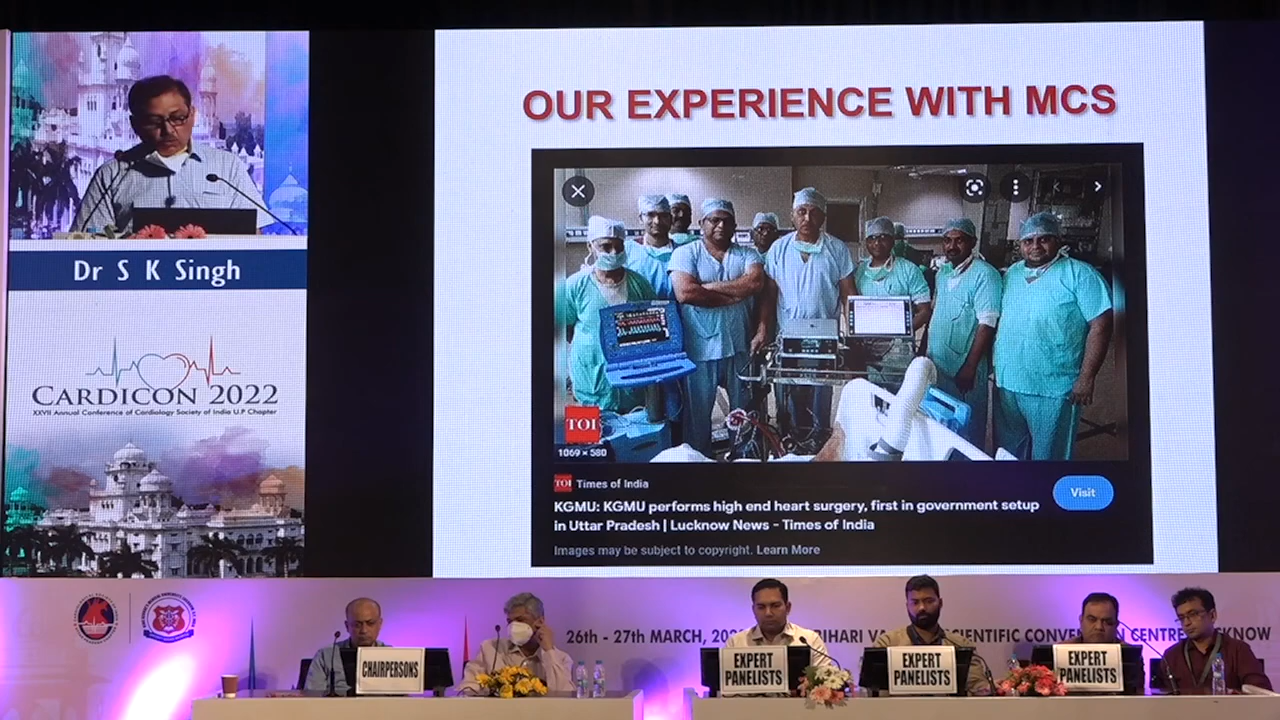 OUR EXPERIENCE WITH MCS
TOI
1069 × 580
TOI Times of India
KGMU: KGMU performs high end heart surgery, first in government setup
in Uttar Pradesh | Lucknow News - Times of India
Visit
Images may be subject to copyright. Learn More
Dr S K Singh
CARDICON 2022
XXVII Annual Conference of Cardiology Society of India U.P Chapter
26th - 27th MARCH, CENTRE
CHAIRPERSONS
EXPERT
PANELISTS
EXPERT
PANELISTS
EXPERT
PANELISTS